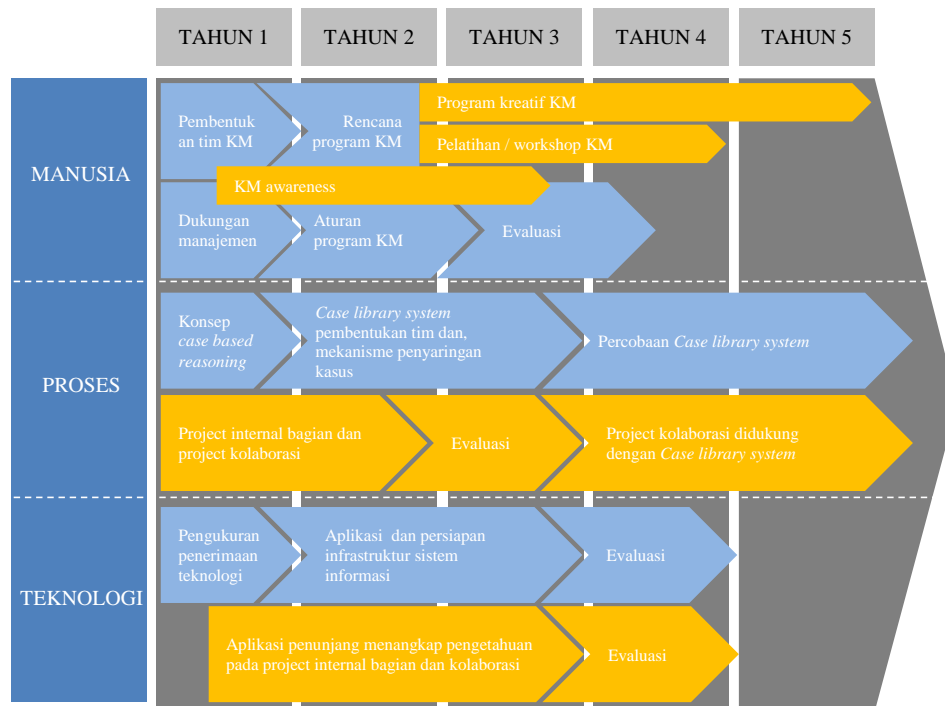 TAHUN 1
TAHUN 2
TAHUN 3
TAHUN 4
TAHUN 5
MANUSIA
Pembentuk
an tim KM
Rencana
program KM
Program kreatif KM
Pelatihan / workshop KM
KM awareness
Dukungan
manajemen
Aturan
program KM
Evaluasi
PROSES
Konsep
case based
reasoning
Case library system
pembentukan tim dan,
mekanisme penyaringan
kasus
Percobaan Case library system
Project internal bagian dan
project kolaborasi
Evaluasi
Project kolaborasi didukung
dengan Case library system
TEKNOLOGI
Pengukuran
penerimaan
teknologi
Aplikasi dan persiapan
infrastruktur sistem
informasi
Evaluasi
Aplikasi penunjang menangkap pengetahuan
pada project internal bagian dan kolaborasi
Evaluasi